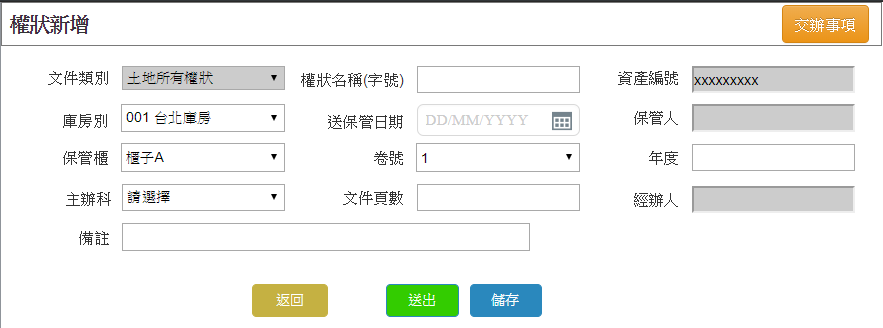 權狀新增 交辦事項
文件類別 土地所有權狀 權狀名稱(字號) 資產編號 xxxxxxxxx
庫房別 001 台北庫房 送保管日期 DD/MM/YYYY 保管人
保管櫃 櫃子A 卷號 1 年度
主辦科 請選擇 文件頁數 經辦人
備註
返回 送出 儲存